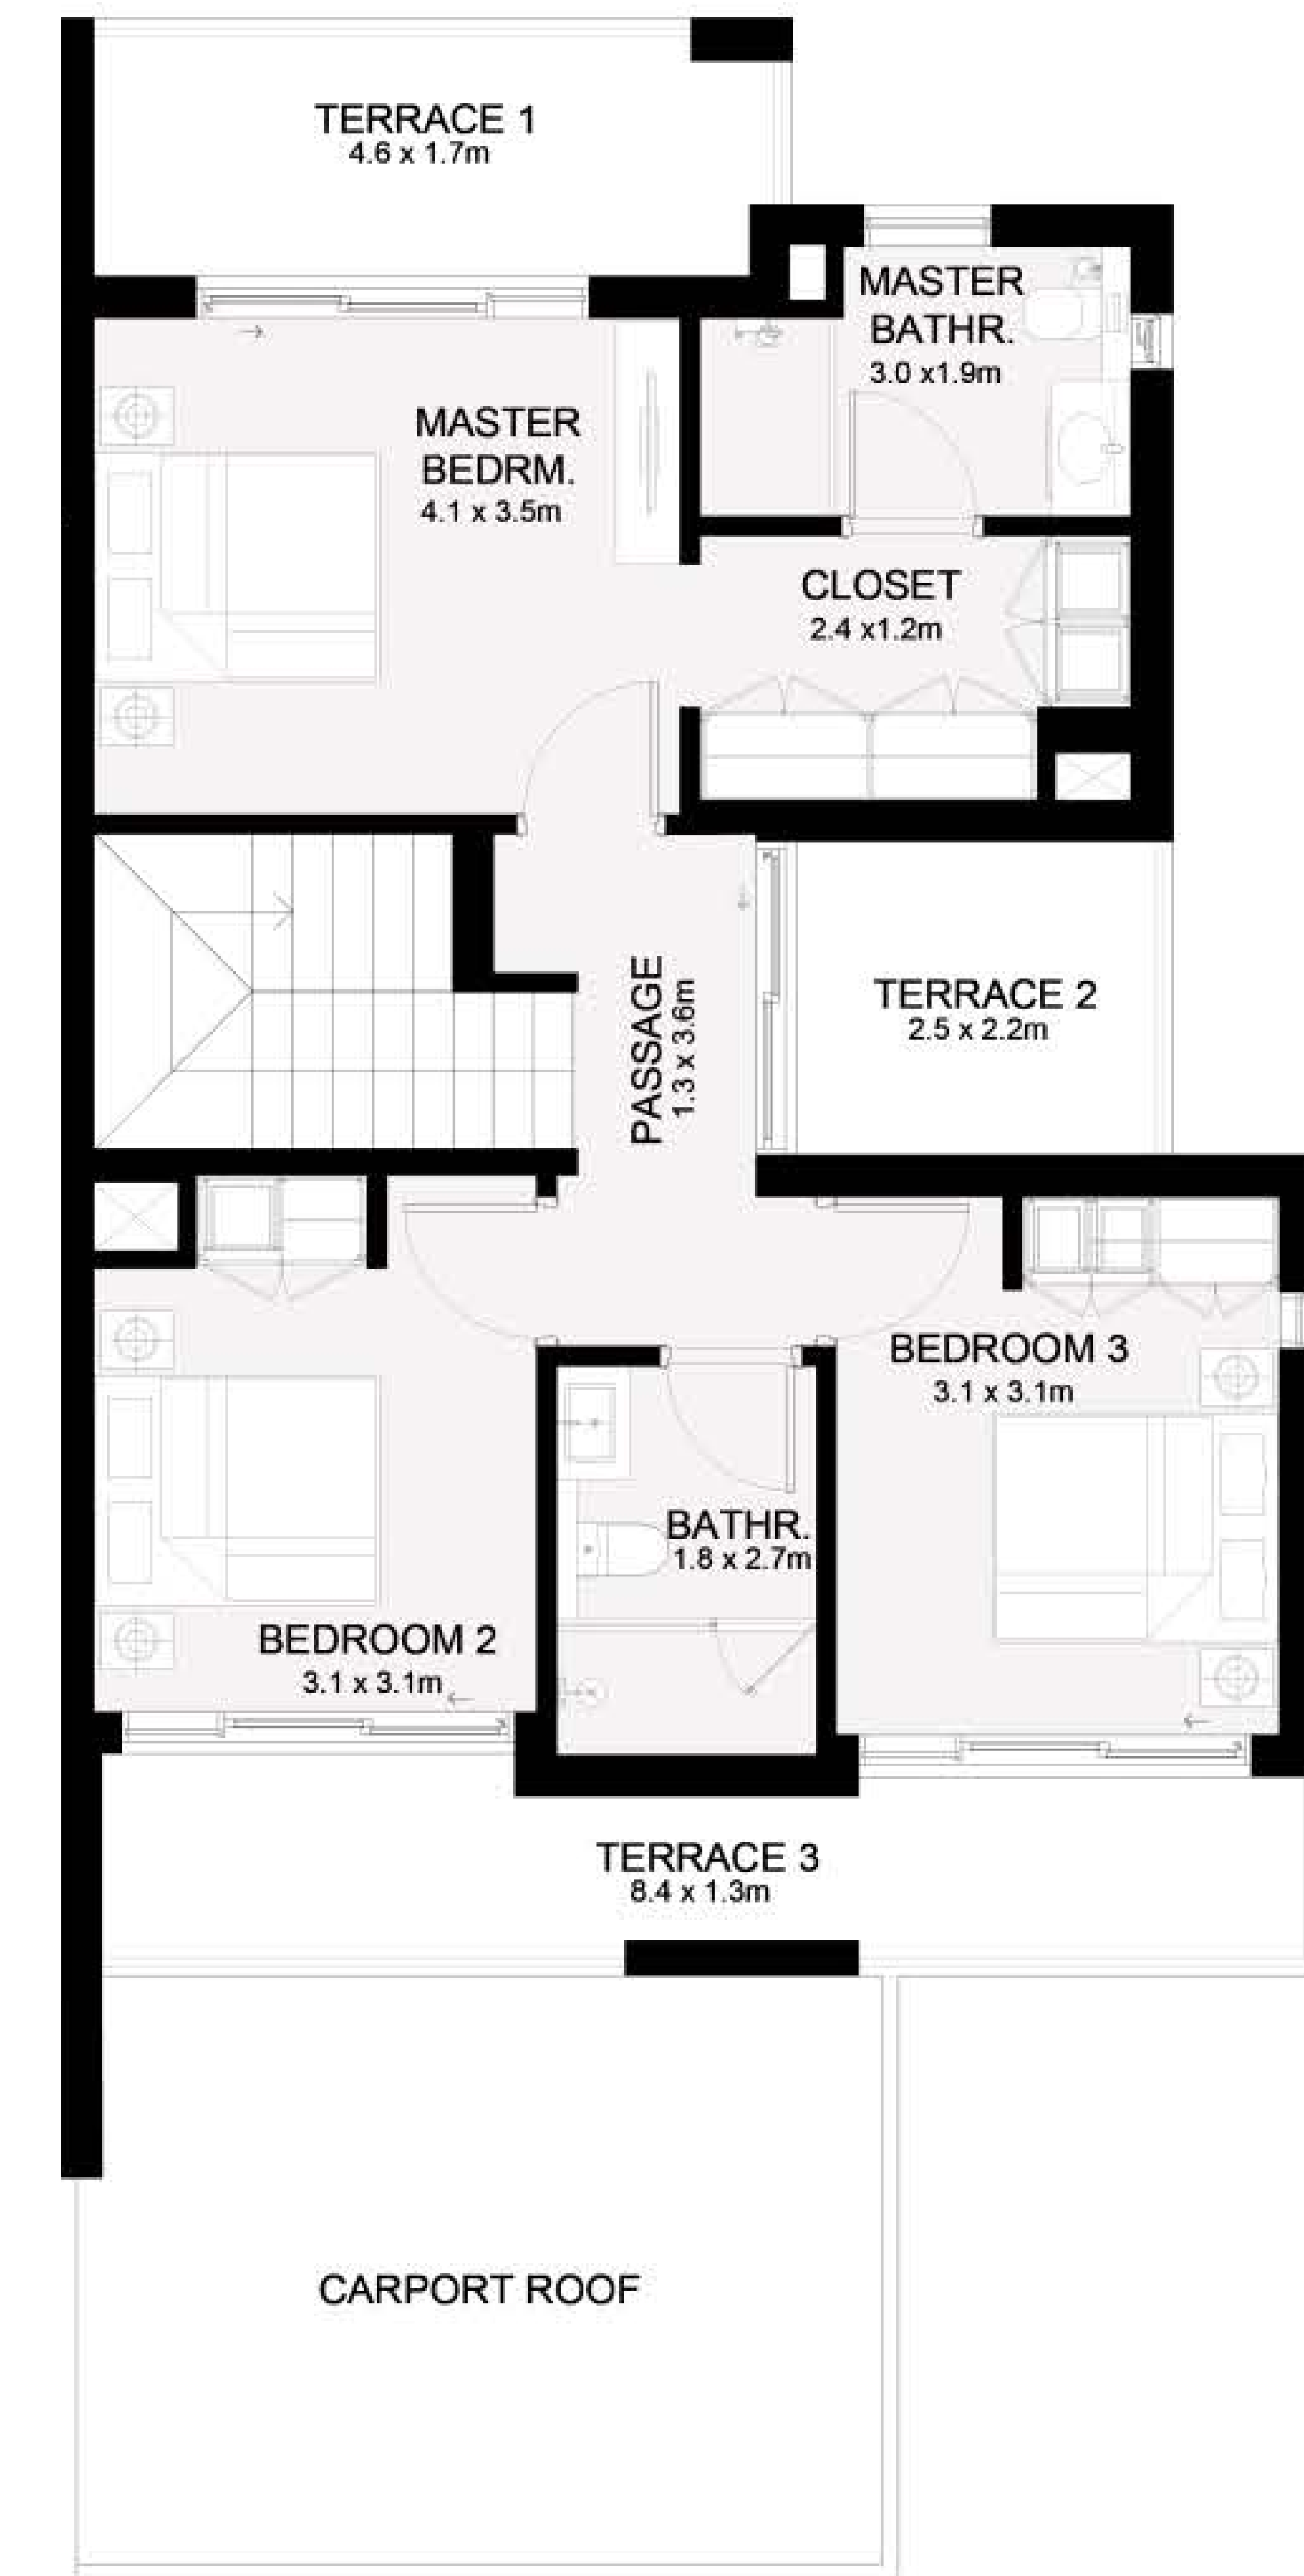 TERRACE 1
4.6 x 1.7m
MASTER
BATHR.
3.0 x1.9m
MASTER
BEDRM.
4.1 x 3.5m
CLOSET
2.4 x1.2m
PASSAGE
1.3 x 3.6m
TERRACE 2
2.5 x 2.2m
BEDROOM 3
3.1 x 3.1m
BATHR.
1.8 x 2.7m
BEDROOM 2
3.1 x 3.1m
TERRACE 3
8.4 x 1.3m
CARPORT ROOF